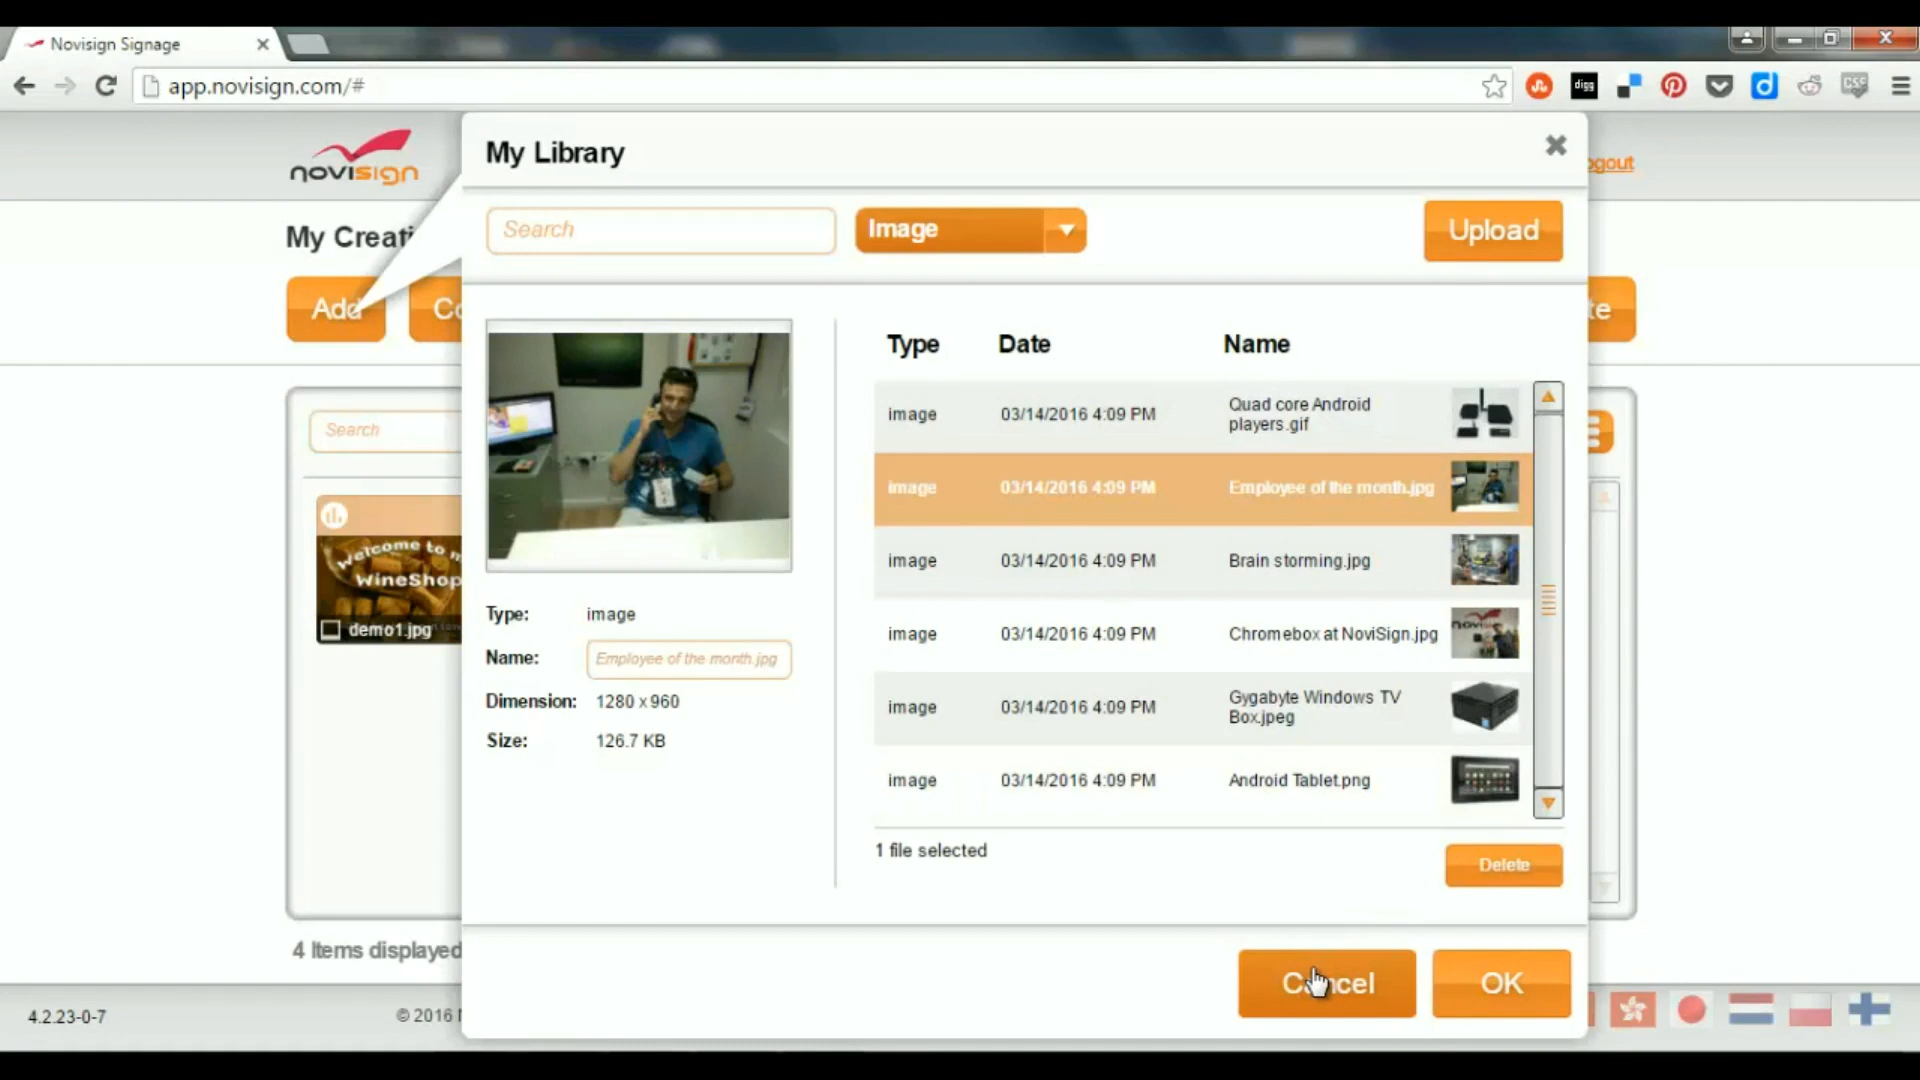 Novisign Signage
app.novisign.com/#
digg
CSS
novisign
My Library
ogout
My Creati
Search
Image
Upload
Add
Co
te
Type Date Name
image 03/14/2016 4:09 PM Quad core Android
players.gif
Search
image 03/14/2016 4:09 PM Employee of the month.jpg
image 03/14/2016 4:09 PM Brain storming.jpg
Welcome to m
WineShop
demo1.jpg
Type: image
image 03/14/2016 4:09 PM Chromebox at NoviSign.jpg
Name: Employee of the month.jpg
Dimension: 1280 x 960
image 03/14/2016 4:09 PM Gygabyte Windows TV
Box.jpeg
Size: 126.7 KB
image 03/14/2016 4:09 PM Android Tablet.png
1 file selected
Delete
4 Items displayed
Cancel
OK
4.2.23-0-7
© 2016